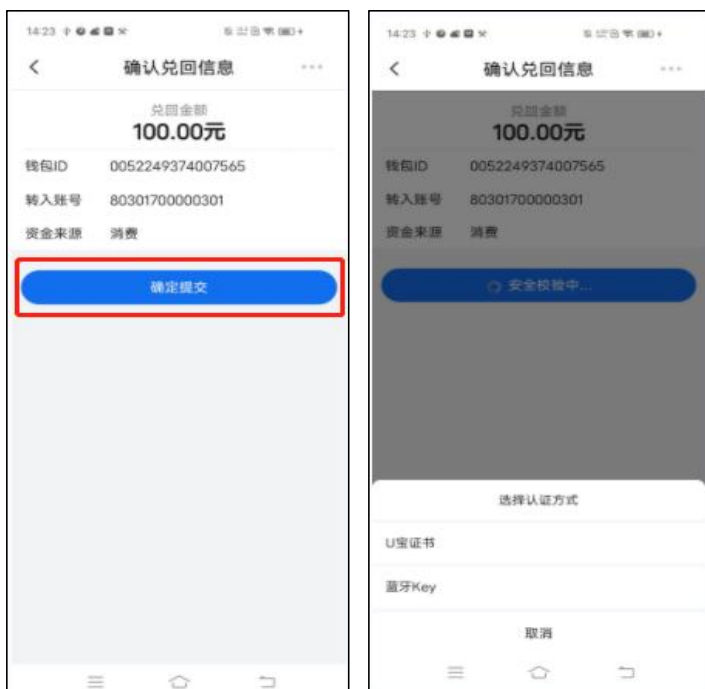 14:23
确认兑回信息
兑回金额
100.00元
钱包ID 0052249374007565
转入账号 80301700000301
资金来源 消费
确定提交
14:23
确认兑回信息
兑回金额
100.00元
钱包ID 0052249374007565
转入账号 80301700000301
资金来源 消费
安全校验中...
选择认证方式
U宝证书
蓝牙Key
取消